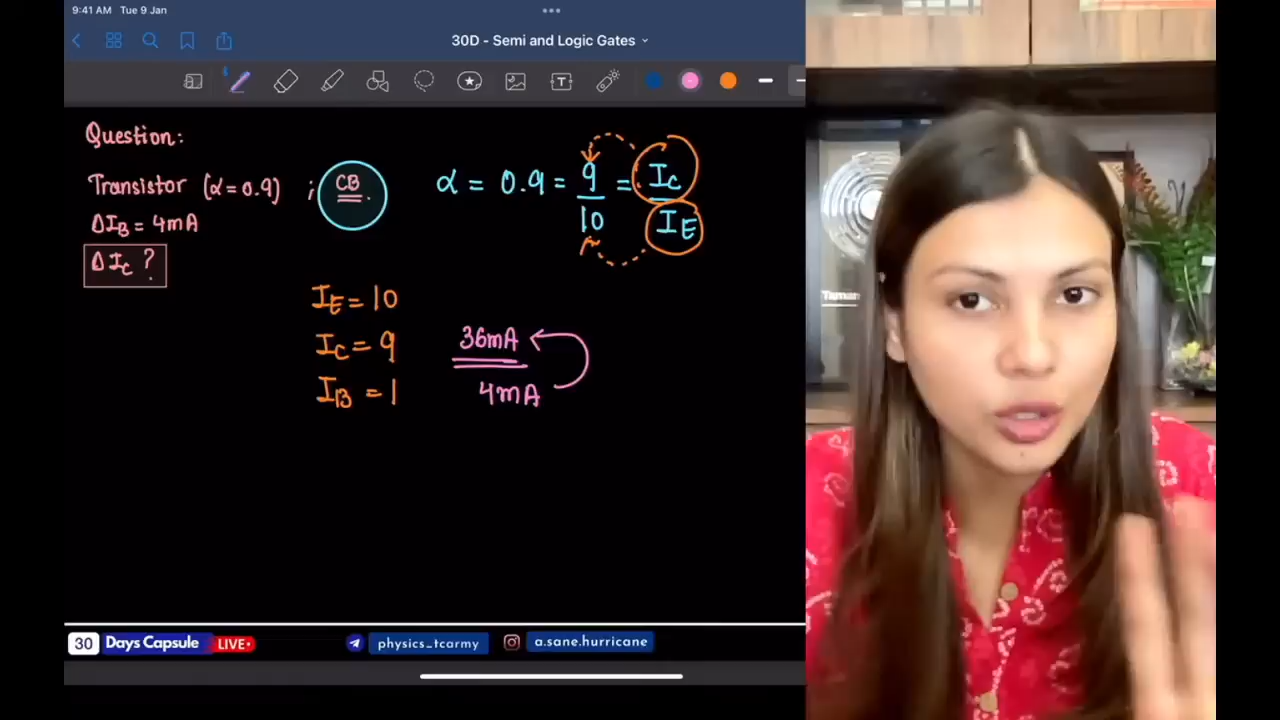 9:41 AM Tue 9 Jan
30D - Semi and Logic Gates
Question:
Transistor (α = 0.9) ; CB
ΔIB = 4mA
ΔIC ?
α = 0.9 = 9/10 = IC/IE
IE = 10
IC = 9
IB = 1
36mA
4mA
30 Days Capsule LIVE
physics_tcarmy
a.sane.hurricane